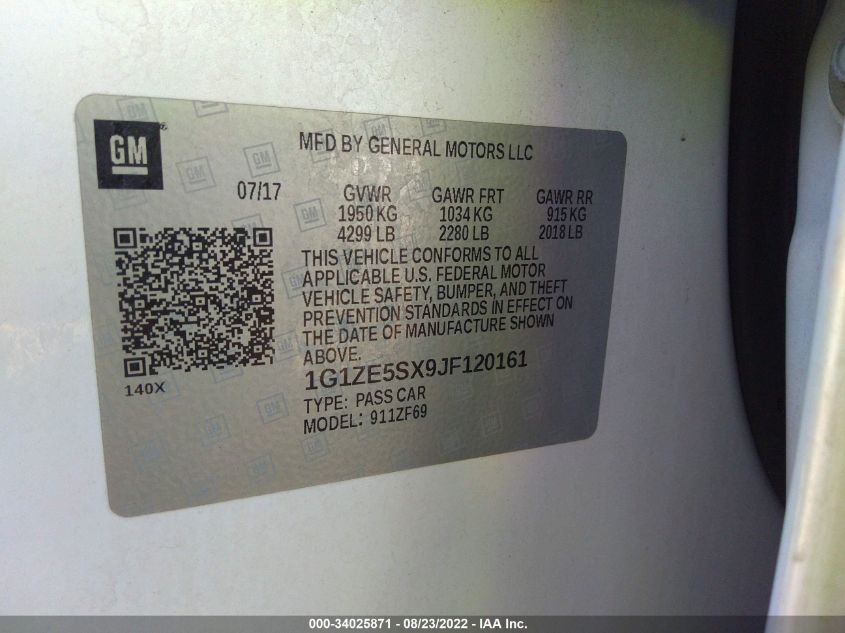 GM
MFD BY GENERAL MOTORS LLC
07/17
GVWR GAWR FRT GAWR RR
1950 KG 1034 KG 915 KG
4299 LB 2280 LB 2018 LB
THIS VEHICLE CONFORMS TO ALL
APPLICABLE U.S. FEDERAL MOTOR
VEHICLE SAFETY, BUMPER, AND THEFT
PREVENTION STANDARDS IN EFFECT ON
THE DATE OF MANUFACTURE SHOWN
ABOVE.
140X
1G1ZE5SX9JF120161
TYPE: PASS CAR
MODEL: 911ZF69
000-34025871 - 08/23/2022 - IAA Inc.